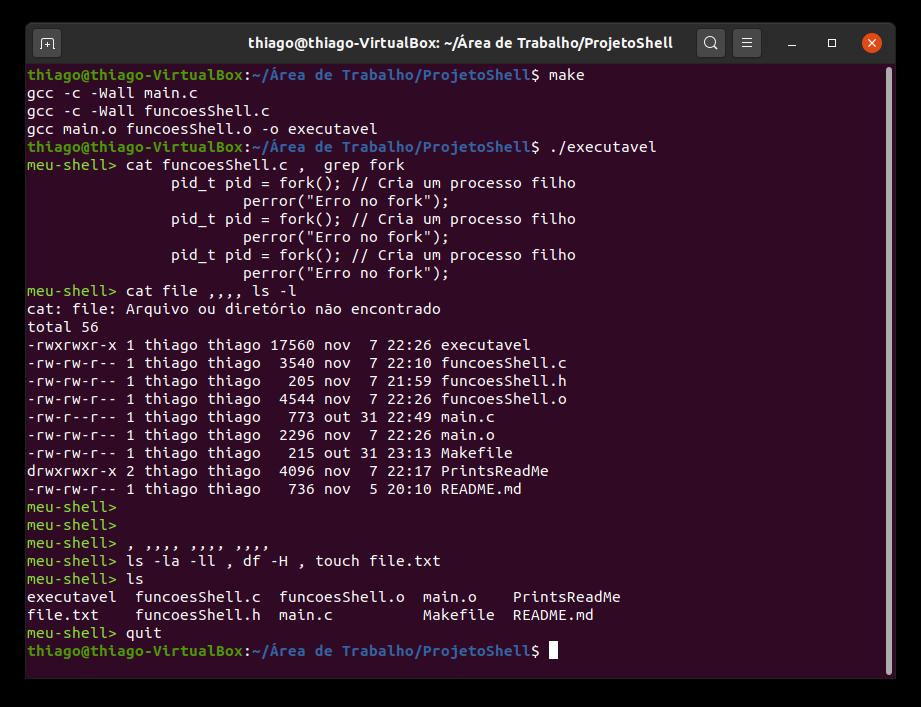 thiago@thiago-VirtualBox: ~/Área de Trabalho/ProjetoShell
thiago@thiago-VirtualBox:~/Área de Trabalho/ProjetoShell$ make
gcc -c -Wall main.c
gcc -c -Wall funcoesShell.c
gcc main.o funcoesShell.o -o executavel
thiago@thiago-VirtualBox:~/Área de Trabalho/ProjetoShell$ ./executavel
meu-shell> cat funcoesShell.c ,  grep fork
                pid_t pid = fork(); // Cria um processo filho
                        perror("Erro no fork");
                pid_t pid = fork(); // Cria um processo filho
                        perror("Erro no fork");
                pid_t pid = fork(); // Cria um processo filho
                        perror("Erro no fork");
meu-shell> cat file ,,,, ls -l
cat: file: Arquivo ou diretório não encontrado
total 56
-rwxrwxr-x 1 thiago thiago 17560 nov  7 22:26 executavel
-rw-rw-r-- 1 thiago thiago  3540 nov  7 22:10 funcoesShell.c
-rw-rw-r-- 1 thiago thiago   205 nov  7 21:59 funcoesShell.h
-rw-rw-r-- 1 thiago thiago  4544 nov  7 22:26 funcoesShell.o
-rw-r--r-- 1 thiago thiago   773 out 31 22:49 main.c
-rw-rw-r-- 1 thiago thiago  2296 nov  7 22:26 main.o
-rw-rw-r-- 1 thiago thiago   215 out 31 23:13 Makefile
drwxrwxr-x 2 thiago thiago  4096 nov  7 22:17 PrintsReadMe
-rw-rw-r-- 1 thiago thiago   736 nov  5 20:10 README.md
meu-shell>
meu-shell>
meu-shell> , ,,,, ,,,, ,,,,
meu-shell> ls -la -ll , df -H , touch file.txt
meu-shell> ls
executavel  funcoesShell.c  funcoesShell.o  main.o    PrintsReadMe
file.txt    funcoesShell.h  main.c          Makefile  README.md
meu-shell> quit
thiago@thiago-VirtualBox:~/Área de Trabalho/ProjetoShell$